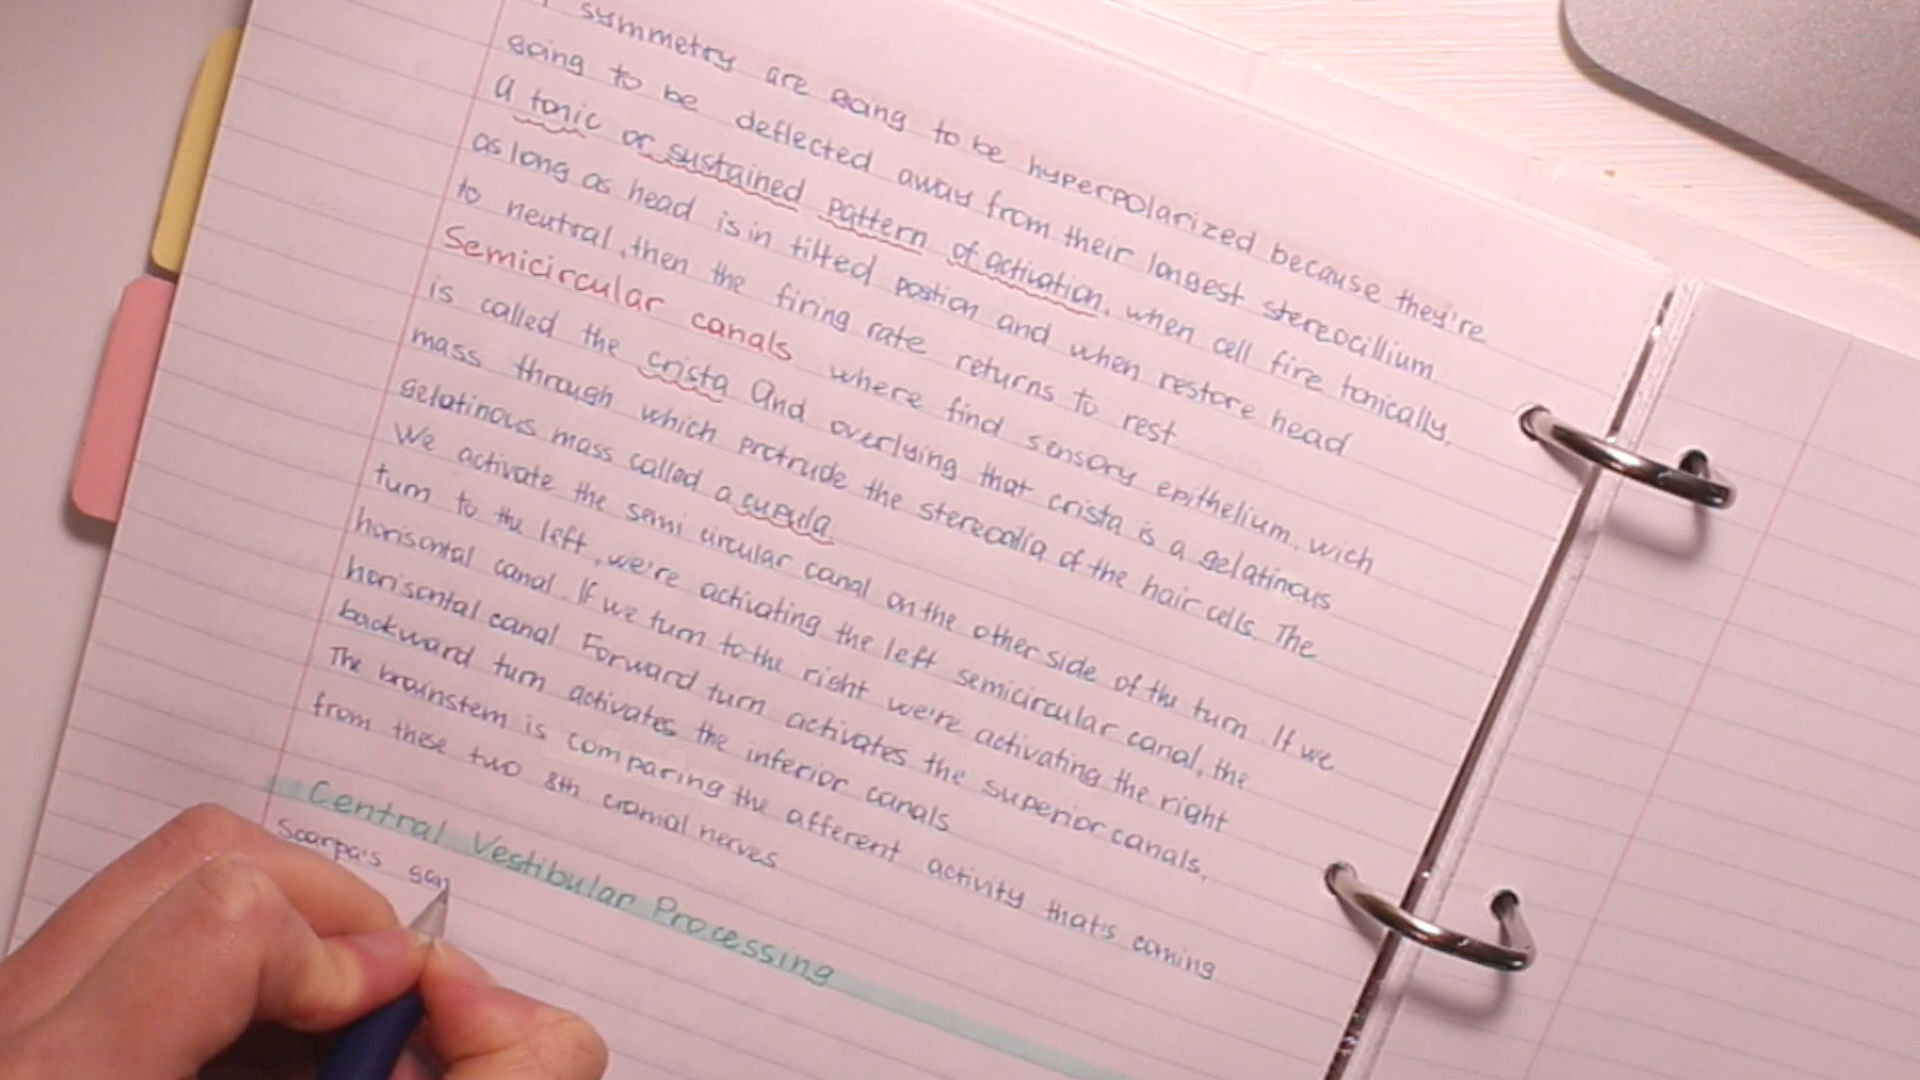 symmetry are going to be hyperpolarized because they're
going to be deflected away from their longest stereocillium
A tonic or sustained pattern of activation, when cell fire tonically,
as long as head is in tilted postion and when restore head
to neutral, then the firing rate returns to rest
Semicircular canals where find sensory epithelium, wich
is called the crista And overlying that crista is a gelatinous
mass through which protrude the stereocilia of the hair cells. The
gelatinous mass called a cupula
We activate the semi circular canal on the other side of the turn. If we
turn to the left, we're activating the left semicircular canal, the
horisontal canal. If we turn to the right we're activating the right
horisontal canal Forward turn activates the superior canals,
backward turn activates the inferior canals
The brainstem is comparing the afferent activity that's coming
from these two 8th cranial nerves
Central Vestibular Processing
Scarpa's gan